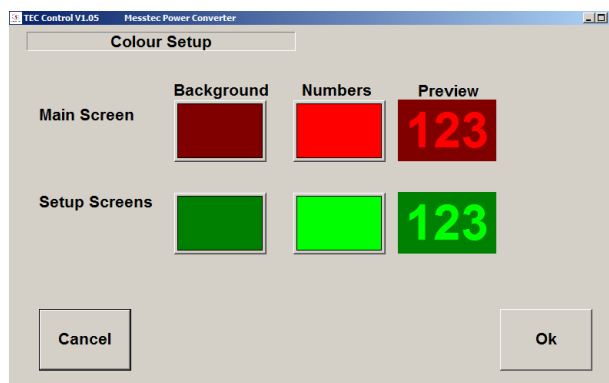 TEC Control V1.05 Messtec Power Converter
Colour Setup
Background Numbers Preview
Main Screen 123
Setup Screens 123
Cancel Ok